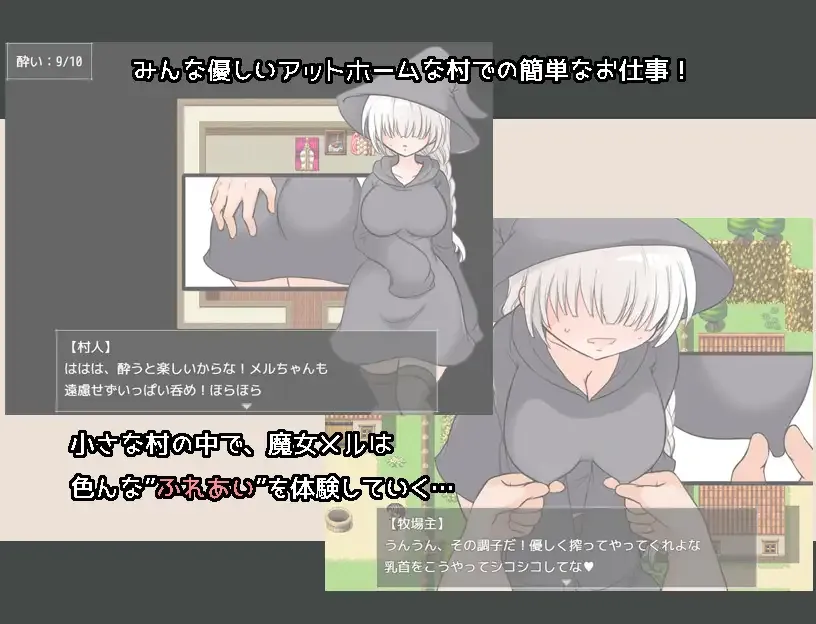 酔い：9/10
みんな優しいアットホームな村での簡単なお仕事！
【村人】
ははは、酔うと楽しいからな！メルちゃんも
遠慮せずいっぱい呑め！ほらほら
小さな村の中で、魔女メルは
色んな"ふれあい"を体験していく…
【牧場主】
うんうん、その調子だ！優しく搾ってやってくれよな
乳首をこうやってシコシコしてな♥